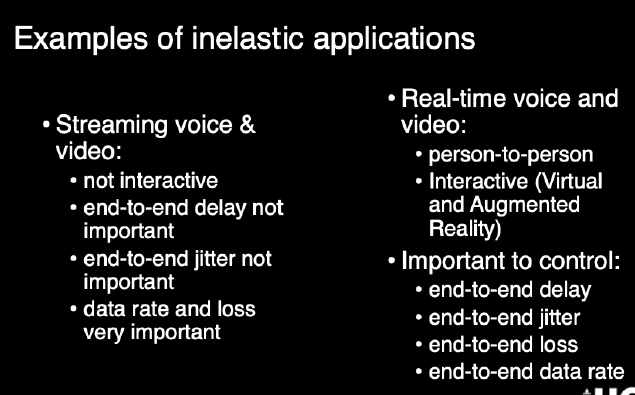 Examples of inelastic applications
• Streaming voice &
video:
• not interactive
• end-to-end delay not
important
• end-to-end jitter not
important
• data rate and loss
very important
• Real-time voice and
video:
• person-to-person
• Interactive (Virtual
and Augmented
Reality)
• Important to control:
• end-to-end delay
• end-to-end jitter
• end-to-end loss
• end-to-end data rate